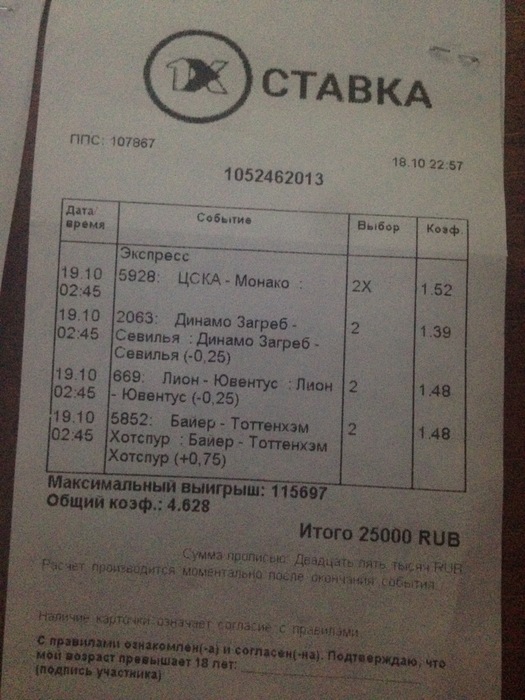 1X СТАВКА
ППС: 107867
18.10 22:57
1052462013
Дата/время Событие Выбор Коэф.
Экспресс
19.10 02:45 5928: ЦСКА - Монако : 2X 1.52
19.10 02:45 2063: Динамо Загреб - 2 1.39
Севилья : Динамо Загреб -
Севилья (-0,25)
19.10 02:45 669: Лион - Ювентус : Лион 2 1.48
- Ювентус (-0,25)
19.10 02:45 5852: Байер - Тоттенхэм 2 1.48
Хотспур : Байер - Тоттенхэм
Хотспур (+0,75)
Максимальный выигрыш: 115697
Общий коэф.: 4.628
Итого 25000 RUB
Сумма прописью: Двадцать пять тысяч RUB
Расчет производится моментально после окончания события.
Наличие карточки означает согласие с правилами.
С правилами ознакомлен(-а) и согласен(-на). Подтверждаю, что
мой возраст превышает 18 лет:
(подпись участника)